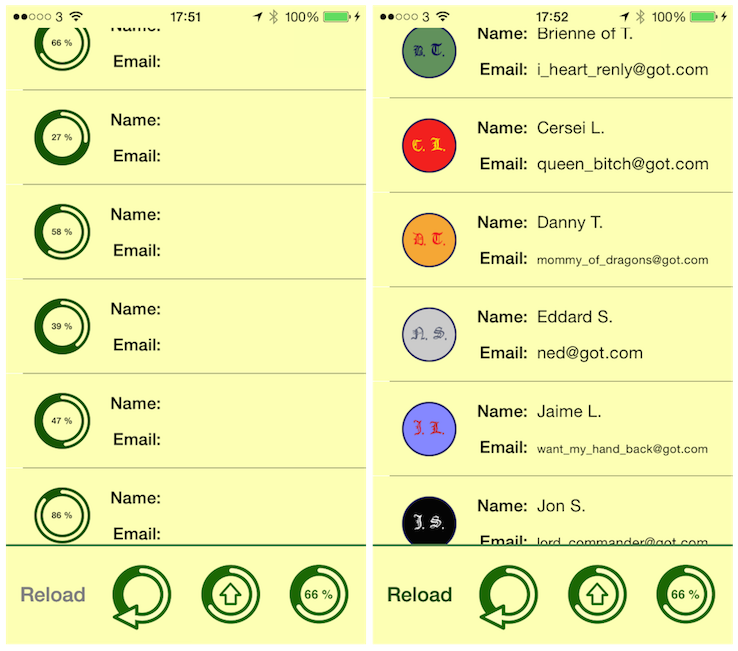 3 17:51 100%
66 % Name:
Email:
27 % Name:
Email:
58 % Name:
Email:
39 % Name:
Email:
47 % Name:
Email:
86 % Name:
Email:
Reload 66 %
3 17:52 100%
B. T. Name: Brienne of T.
Email: i_heart_renly@got.com
C. L. Name: Cersei L.
Email: queen_bitch@got.com
D. T. Name: Danny T.
Email: mommy_of_dragons@got.com
N. S. Name: Eddard S.
Email: ned@got.com
J. L. Name: Jaime L.
Email: want_my_hand_back@got.com
J. S. Name: Jon S.
Email: lord_commander@got.com
Reload 66 %